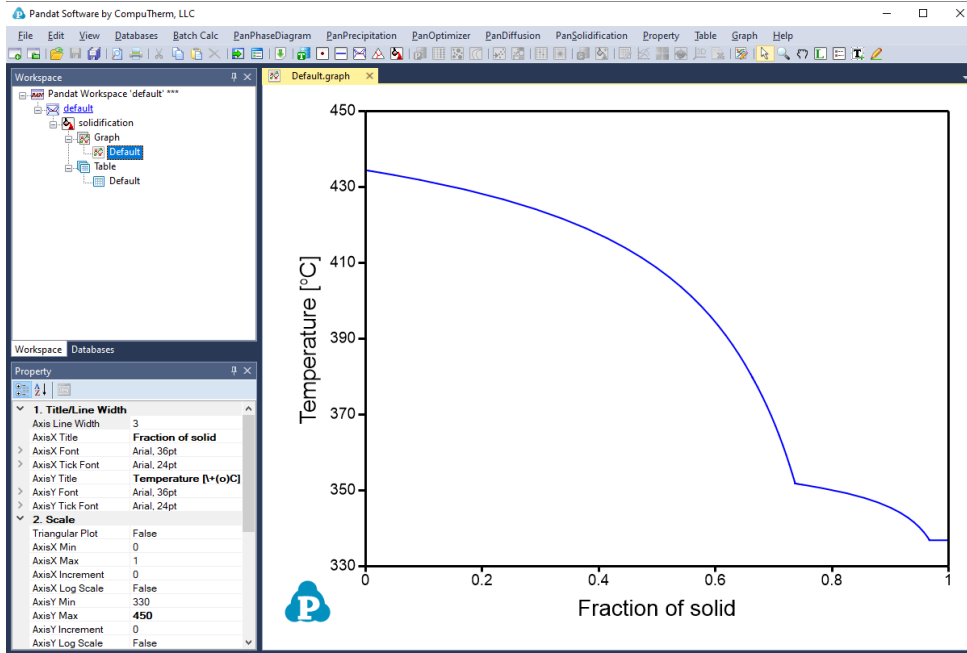 Pandat Software by CompuTherm, LLC
File Edit View Databases Batch Calc PanPhaseDiagram PanPrecipitation PanOptimizer PanDiffusion PanSolidification Property Table Graph Help
Workspace
Pandat Workspace 'default' ***
default
solidification
Graph
Default
Table
Default
Workspace Databases
Property
1. Title/Line Width
Axis Line Width 3
AxisX Title Fraction of solid
AxisX Font Arial, 36pt
AxisX Tick Font Arial, 24pt
AxisY Title Temperature [\+(o)C]
AxisY Font Arial, 36pt
AxisY Tick Font Arial, 24pt
2. Scale
Triangular Plot False
AxisX Min 0
AxisX Max 1
AxisX Increment 0
AxisX Log Scale False
AxisY Min 330
AxisY Max 450
AxisY Increment 0
AxisY Log Scale False
Default.graph
450
430
410
390
370
350
330
Temperature [°C]
0 0.2 0.4 0.6 0.8 1
Fraction of solid
P